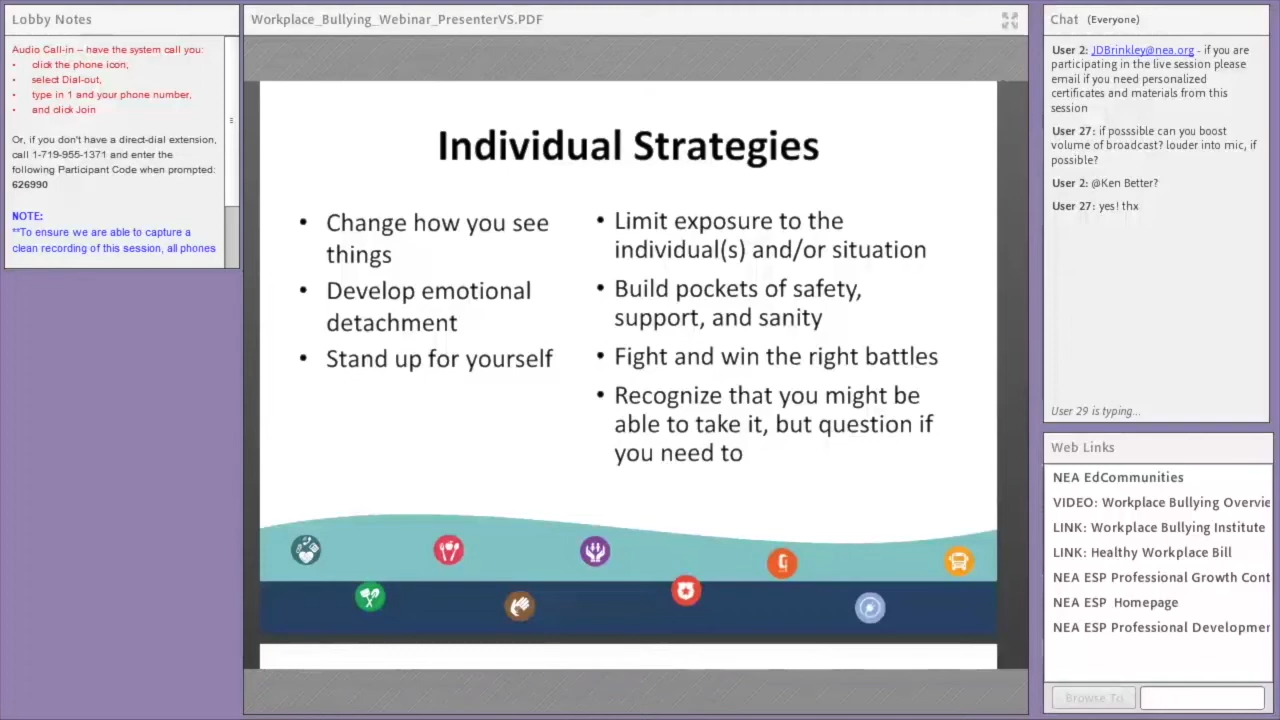 Lobby Notes
Audio Call-in – have the system call you:
• click the phone icon,
• select Dial-out,
• type in 1 and your phone number,
• and click Join
Or, if you don't have a direct-dial extension,
call 1-719-955-1371 and enter the
following Participant Code when prompted:
626990
NOTE:
**To ensure we are able to capture a
clean recording of this session, all phones
Workplace_Bullying_Webinar_PresenterVS.PDF
Individual Strategies
• Change how you see
things
• Develop emotional
detachment
• Stand up for yourself
• Limit exposure to the
individual(s) and/or situation
• Build pockets of safety,
support, and sanity
• Fight and win the right battles
• Recognize that you might be
able to take it, but question if
you need to
Chat (Everyone)
User 2: JDBrinkley@nea.org - if you are
participating in the live session please
email if you need personalized
certificates and materials from this
session
User 27: if posssible can you boost
volume of broadcast? louder into mic, if
possible?
User 2: @Ken Better?
User 27: yes! thx
User 29 is typing...
Web Links
NEA EdCommunities
VIDEO: Workplace Bullying Overvie
LINK: Workplace Bullying Institute
LINK: Healthy Workplace Bill
NEA ESP Professional Growth Cont
NEA ESP Homepage
NEA ESP Professional Developmen
Browse To